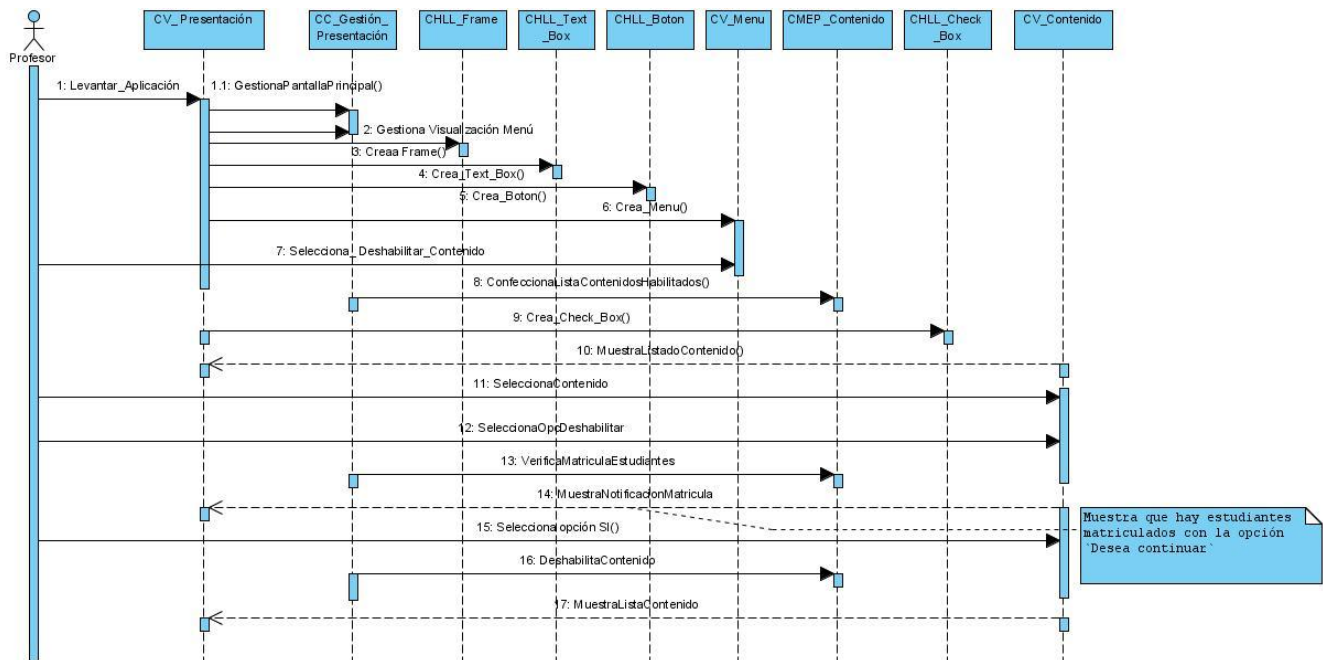 CV_Presentación
CC_Gestión_
Presentación
CHLL_Frame
CHLL_Text
_Box
CHLL_Boton
CV_Menu
CMEP_Contenido
CHLL_Check
_Box
CV_Contenido
Profesor
1: Levantar_Aplicación
1.1: GestionaPantallaPrincipal()
2: Gestiona Visualización Menú
3: Creaa Frame()
4: Crea_Text_Box()
5: Crea_Boton()
6: Crea_Menu()
7: Selecciona_Deshabilitar_Contenido
8: ConfeccionaListaContenidosHabilitados()
9: Crea_Check_Box()
10: MuestraListadoContenido()
11: SeleccionaContenido
12: SeleccionaOpcDeshabilitar
13: VerificaMatriculaEstudiantes
14: MuestraNotificacionMatricula
Muestra que hay estudiantes
matriculados con la opción
`Desea continuar`
15: Selecciona opción SI()
16: DeshabilitaContenido
17: MuestraListaContenido